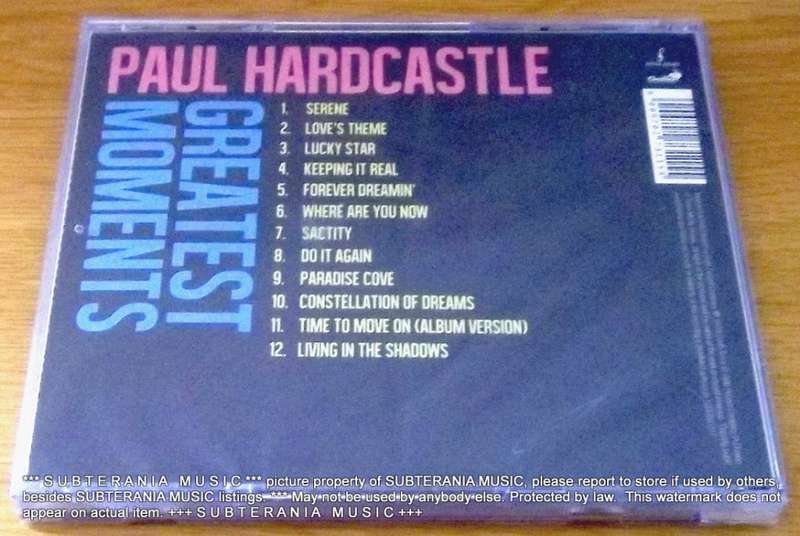 PAUL HARDCASTLE
GREATEST
MOMENTS
1. SERENE
2. LOVE'S THEME
3. LUCKY STAR
4. KEEPING IT REAL
5. FOREVER DREAMIN'
6. WHERE ARE YOU NOW
7. SACTITY
8. DO IT AGAIN
9. PARADISE COVE
10. CONSTELLATION OF DREAMS
11. TIME TO MOVE ON (ALBUM VERSION)
12. LIVING IN THE SHADOWS
*** S U B T E R A N I A M U S I C *** picture property of SUBTERANIA MUSIC, please report to store if used by others,
besides SUBTERANIA MUSIC listings *** May not be used by anybody else. Protected by law. This watermark does not
appear on actual item. +++ S U B T E R A N I A M U S I C +++